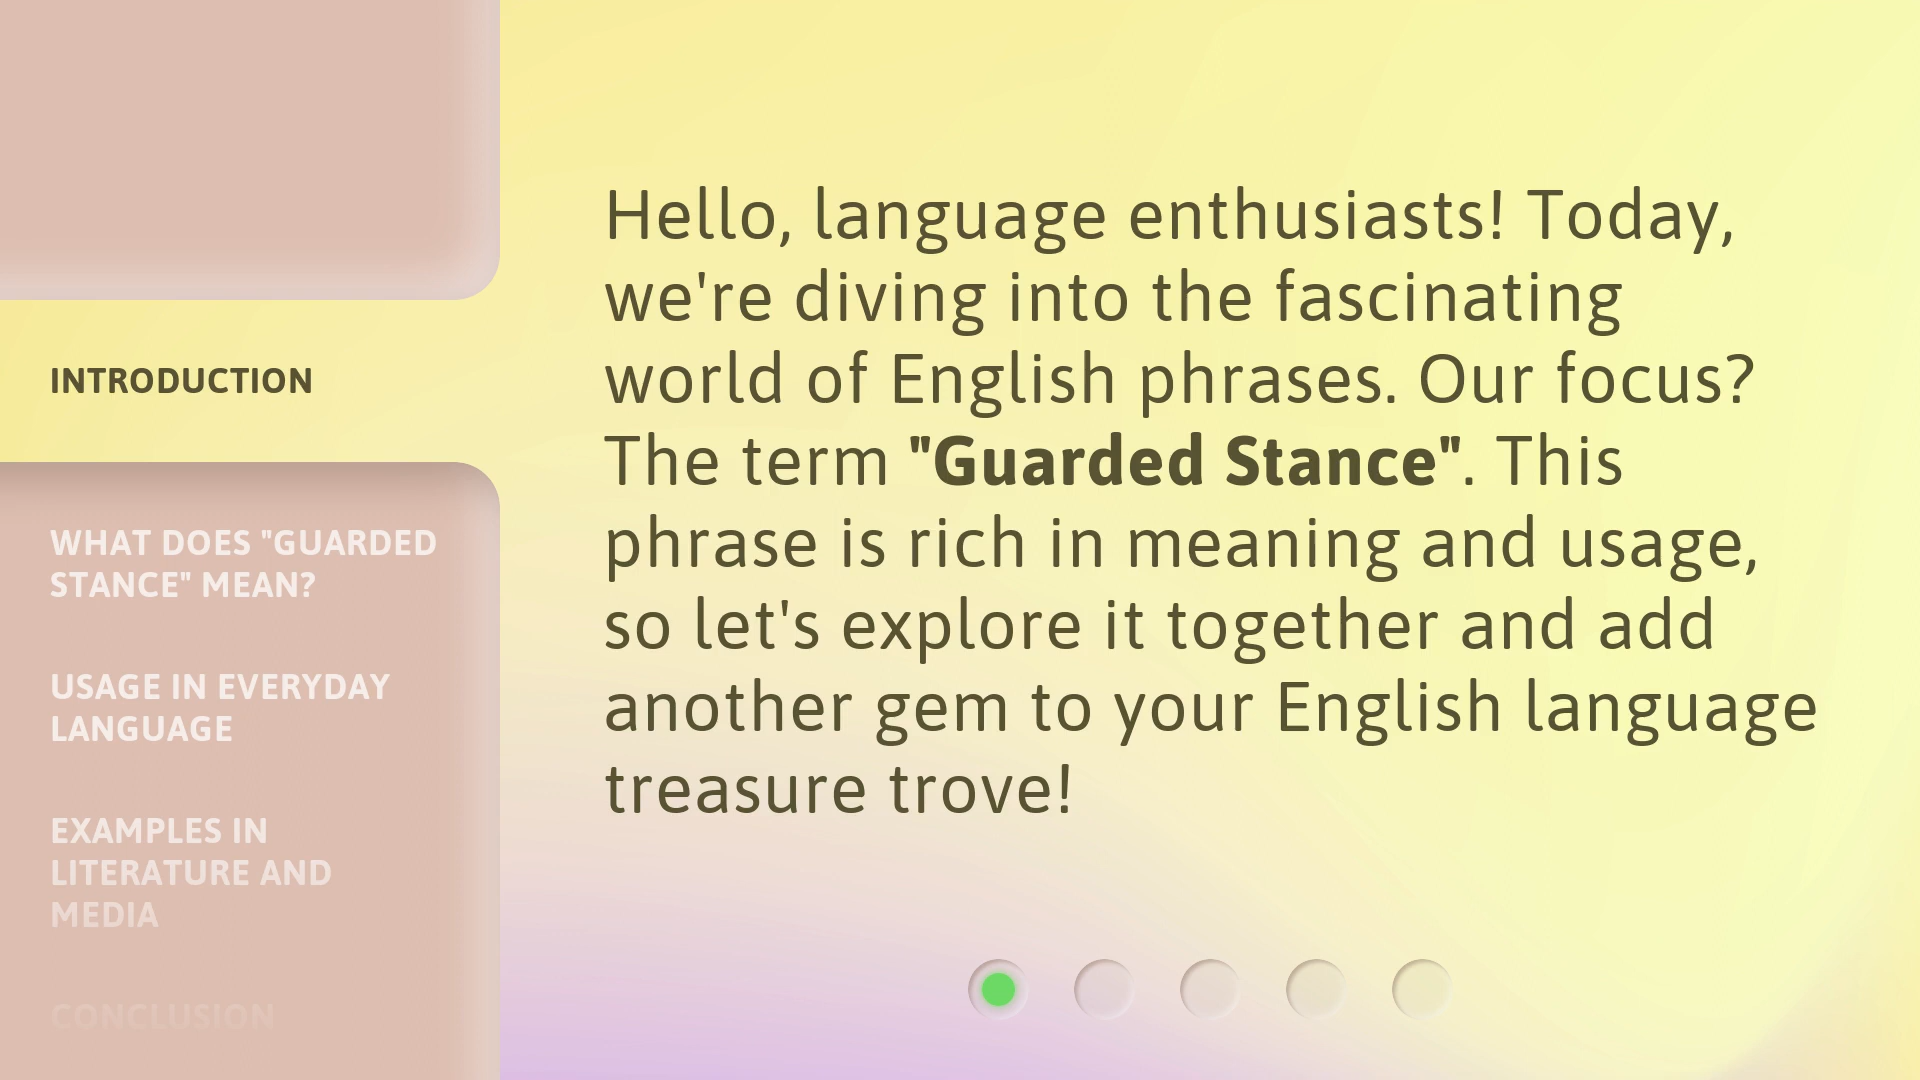 INTRODUCTION
WHAT DOES "GUARDED
STANCE" MEAN?
USAGE IN EVERYDAY
LANGUAGE
EXAMPLES IN
LITERATURE AND
MEDIA
CONCLUSION
Hello, language enthusiasts! Today,
we're diving into the fascinating
world of English phrases. Our focus?
The term "Guarded Stance". This
phrase is rich in meaning and usage,
so let's explore it together and add
another gem to your English language
treasure trove!